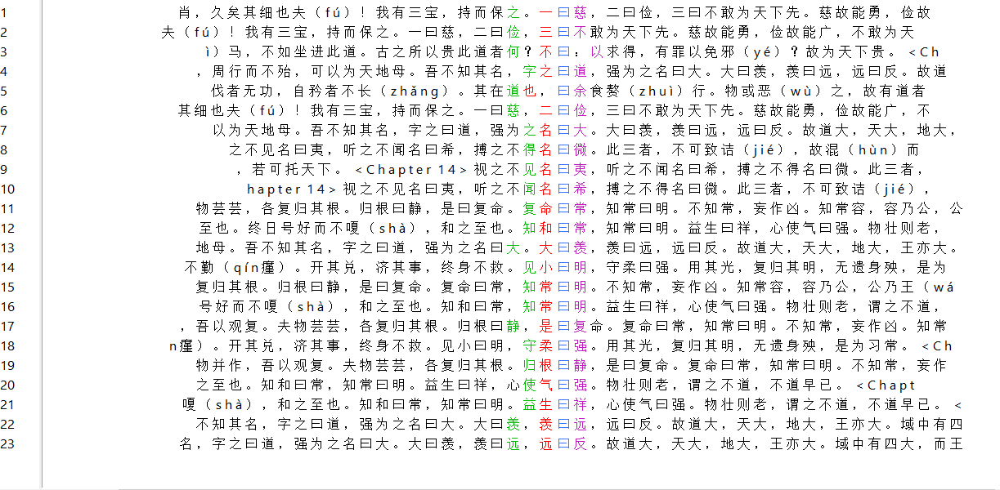 1 肖，久矣其细也夫（fú）！我有三宝，持而保之。一曰慈，二曰俭，三曰不敢为天下先。慈故能勇，俭故
2 夫（fú）！我有三宝，持而保之。一曰慈，二曰俭，三曰不敢为天下先。慈故能勇，俭故能广，不敢为天
3 ì）马，不如坐进此道。古之所以贵此道者何？不曰：以求得，有罪以免邪（yé）？故为天下贵。<Ch
4 ，周行而不殆，可以为天地母。吾不知其名，字之曰道，强为之名曰大。大曰羡，羡曰远，远曰反。故道
5 伐者无功，自矜者不长（zhǎng）。其在道也，曰余食赘（zhuì）行。物或恶（wù）之，故有道者
6 其细也夫（fú）！我有三宝，持而保之。一曰慈，二曰俭，三曰不敢为天下先。慈故能勇，俭故能广，不
7 以为天地母。吾不知其名，字之曰道，强为之名曰大。大曰羡，羡曰远，远曰反。故道大，天大，地大，
8 之不见名曰夷，听之不闻名曰希，搏之不得名曰微。此三者，不可致诘（jié），故混（hùn）而
9 ，若可托天下。<Chapter 14> 视之不见名曰夷，听之不闻名曰希，搏之不得名曰微。此三者，
10 hapter 14> 视之不见名曰夷，听之不闻名曰希，搏之不得名曰微。此三者，不可致诘（jié），
11 物芸芸，各复归其根。归根曰静，是曰复命。复命曰常，知常曰明。不知常，妄作凶。知常容，容乃公，公
12 至也。终日号好而不嗄（shà），和之至也。知和曰常，知常曰明。益生曰祥，心使气曰强。物壮则老，
13 地母。吾不知其名，字之曰道，强为之名曰大。大曰羡，羡曰远，远曰反。故道大，天大，地大，王亦大。
14 不勤（qín瘽）。开其兑，济其事，终身不救。见小曰明，守柔曰强。用其光，复归其明，无遗身殃，是为
15 复归其根。归根曰静，是曰复命。复命曰常，知常曰明。不知常，妄作凶。知常容，容乃公，公乃王（wá
16 号好而不嗄（shà），和之至也。知和曰常，知常曰明。益生曰祥，心使气曰强。物壮则老，谓之不道，
17 ，吾以观复。夫物芸芸，各复归其根。归根曰静，是曰复命。复命曰常，知常曰明。不知常，妄作凶。知常
18 n瘽）。开其兑，济其事，终身不救。见小曰明，守柔曰强。用其光，复归其明，无遗身殃，是为习常。<Ch
19 物并作，吾以观复。夫物芸芸，各复归其根。归根曰静，是曰复命。复命曰常，知常曰明。不知常，妄作
20 之至也。知和曰常，知常曰明。益生曰祥，心使气曰强。物壮则老，谓之不道，不道早已。<Chapt
21 嗄（shà），和之至也。知和曰常，知常曰明。益生曰祥，心使气曰强。物壮则老，谓之不道，不道早已。<
22 不知其名，字之曰道，强为之名曰大。大曰羡，羡曰远，远曰反。故道大，天大，地大，王亦大。域中有四
23 名，字之曰道，强为之名曰大。大曰羡，羡曰远，远曰反。故道大，天大，地大，王亦大。域中有四大，而王